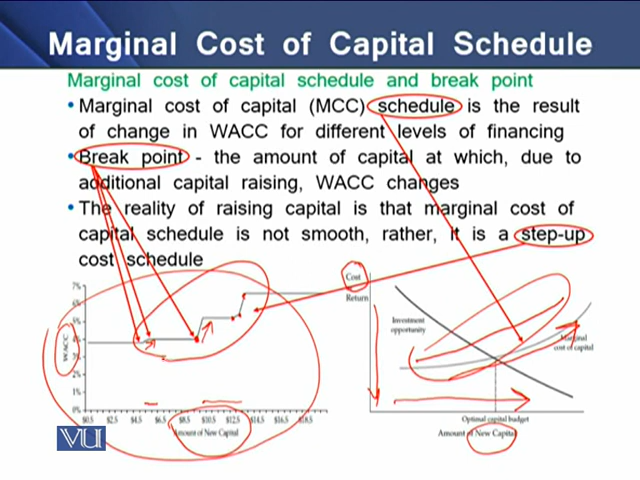 Marginal Cost of Capital Schedule
Marginal cost of capital schedule and break point
• Marginal cost of capital (MCC) schedule is the result
of change in WACC for different levels of financing
• Break point - the amount of capital at which, due to
additional capital raising, WACC changes
• The reality of raising capital is that marginal cost of
capital schedule is not smooth, rather, it is a step-up
cost schedule
7%
6%
5%
4%
3%
2%
1%
0%
WACC
$0.5 $2.5 $4.5 $6.5 $8.5 $10.5 $12.5 $14.5 $16.5 $18.5
Amount of New Capital
Cost
Return
Investment
opportunity
Marginal
cost of capital
Optimal capital budget
Amount of New Capital
VU